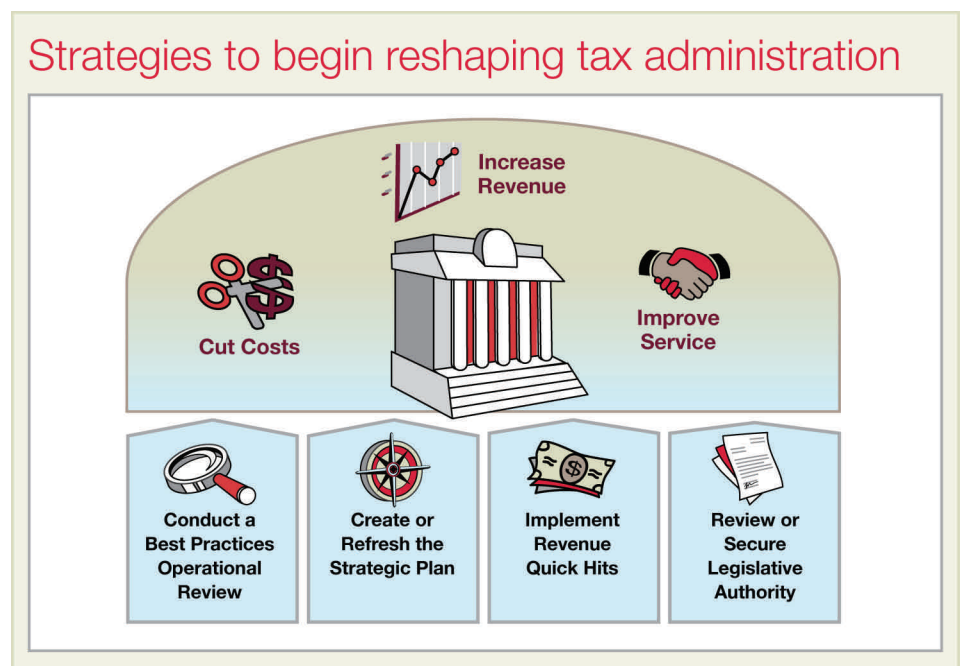 Strategies to begin reshaping tax administration
Increase
Revenue
Cut Costs
Improve
Service
Conduct a
Best Practices
Operational
Review
Create or
Refresh the
Strategic Plan
Implement
Revenue
Quick Hits
Review or
Secure
Legislative
Authority